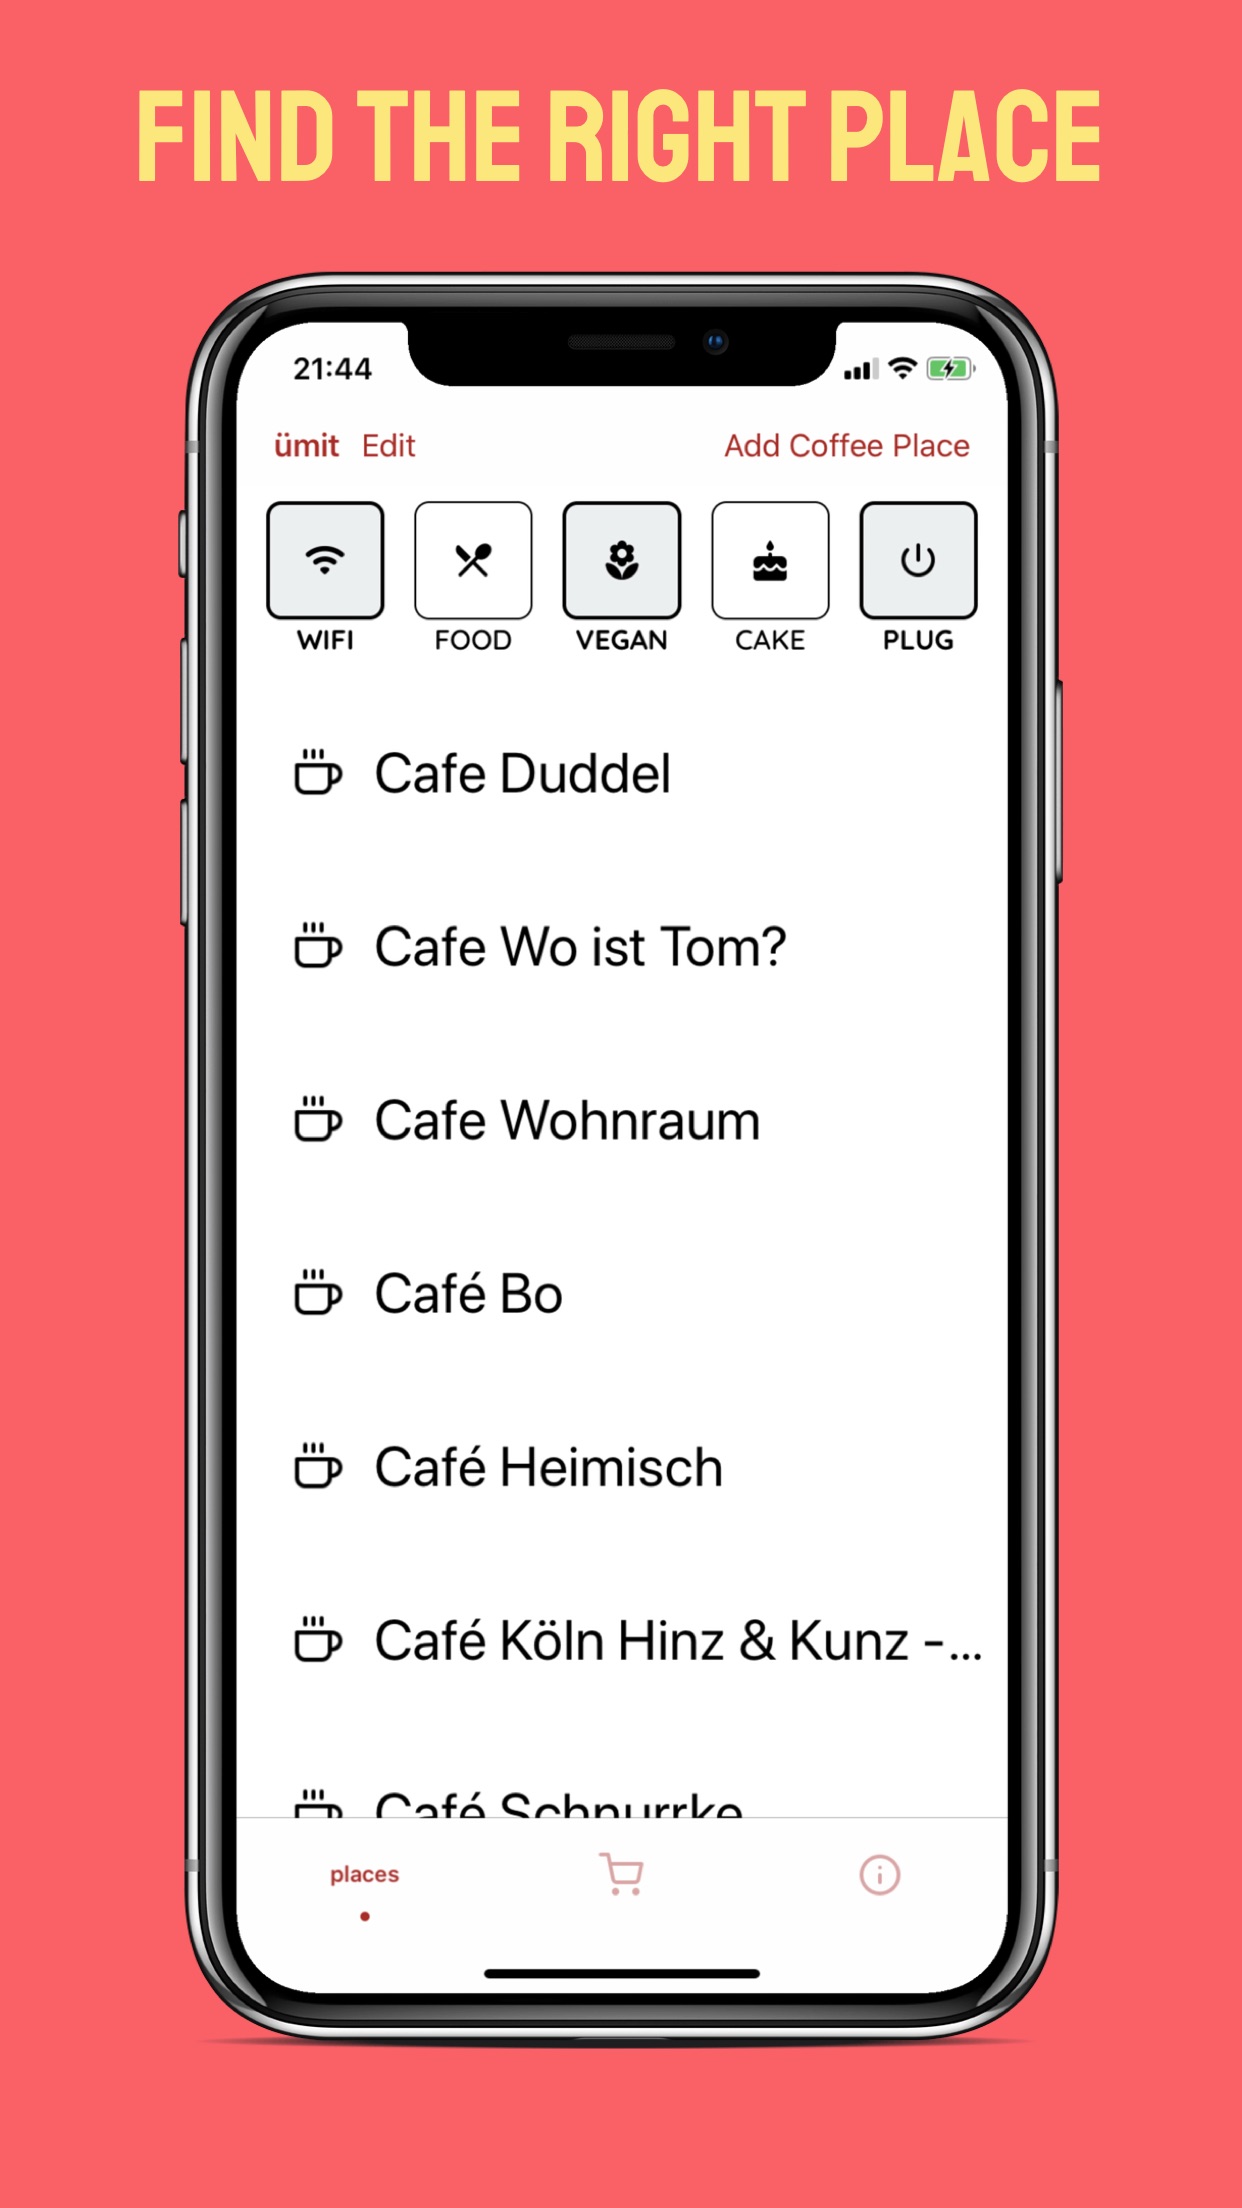 FIND THE RIGHT PLACE
21:44
ümit Edit Add Coffee Place
WIFI FOOD VEGAN CAKE PLUG
Cafe Duddel
Cafe Wo ist Tom?
Cafe Wohnraum
Café Bo
Café Heimisch
Café Köln Hinz & Kunz -...
Café Schnurrke
places